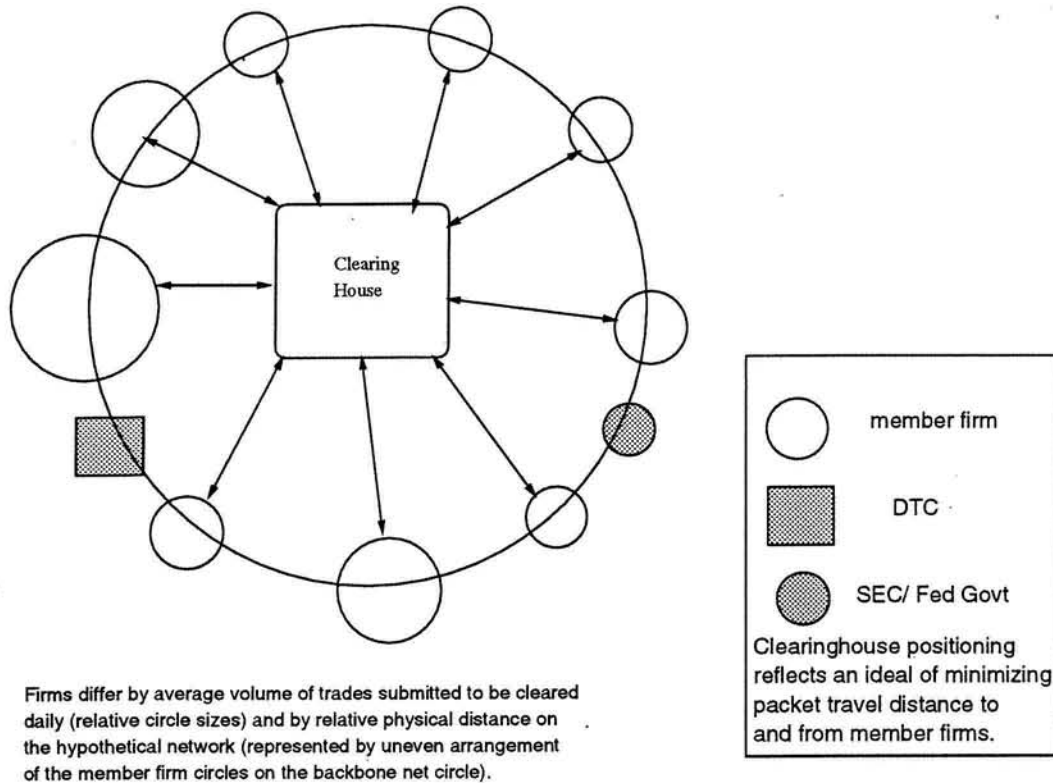 Clearing
House
member firm
DTC
SEC/ Fed Govt
Clearinghouse positioning
reflects an ideal of minimizing
packet travel distance to
and from member firms.
Firms differ by average volume of trades submitted to be cleared
daily (relative circle sizes) and by relative physical distance on
the hypothetical network (represented by uneven arrangement
of the member firm circles on the backbone net circle).